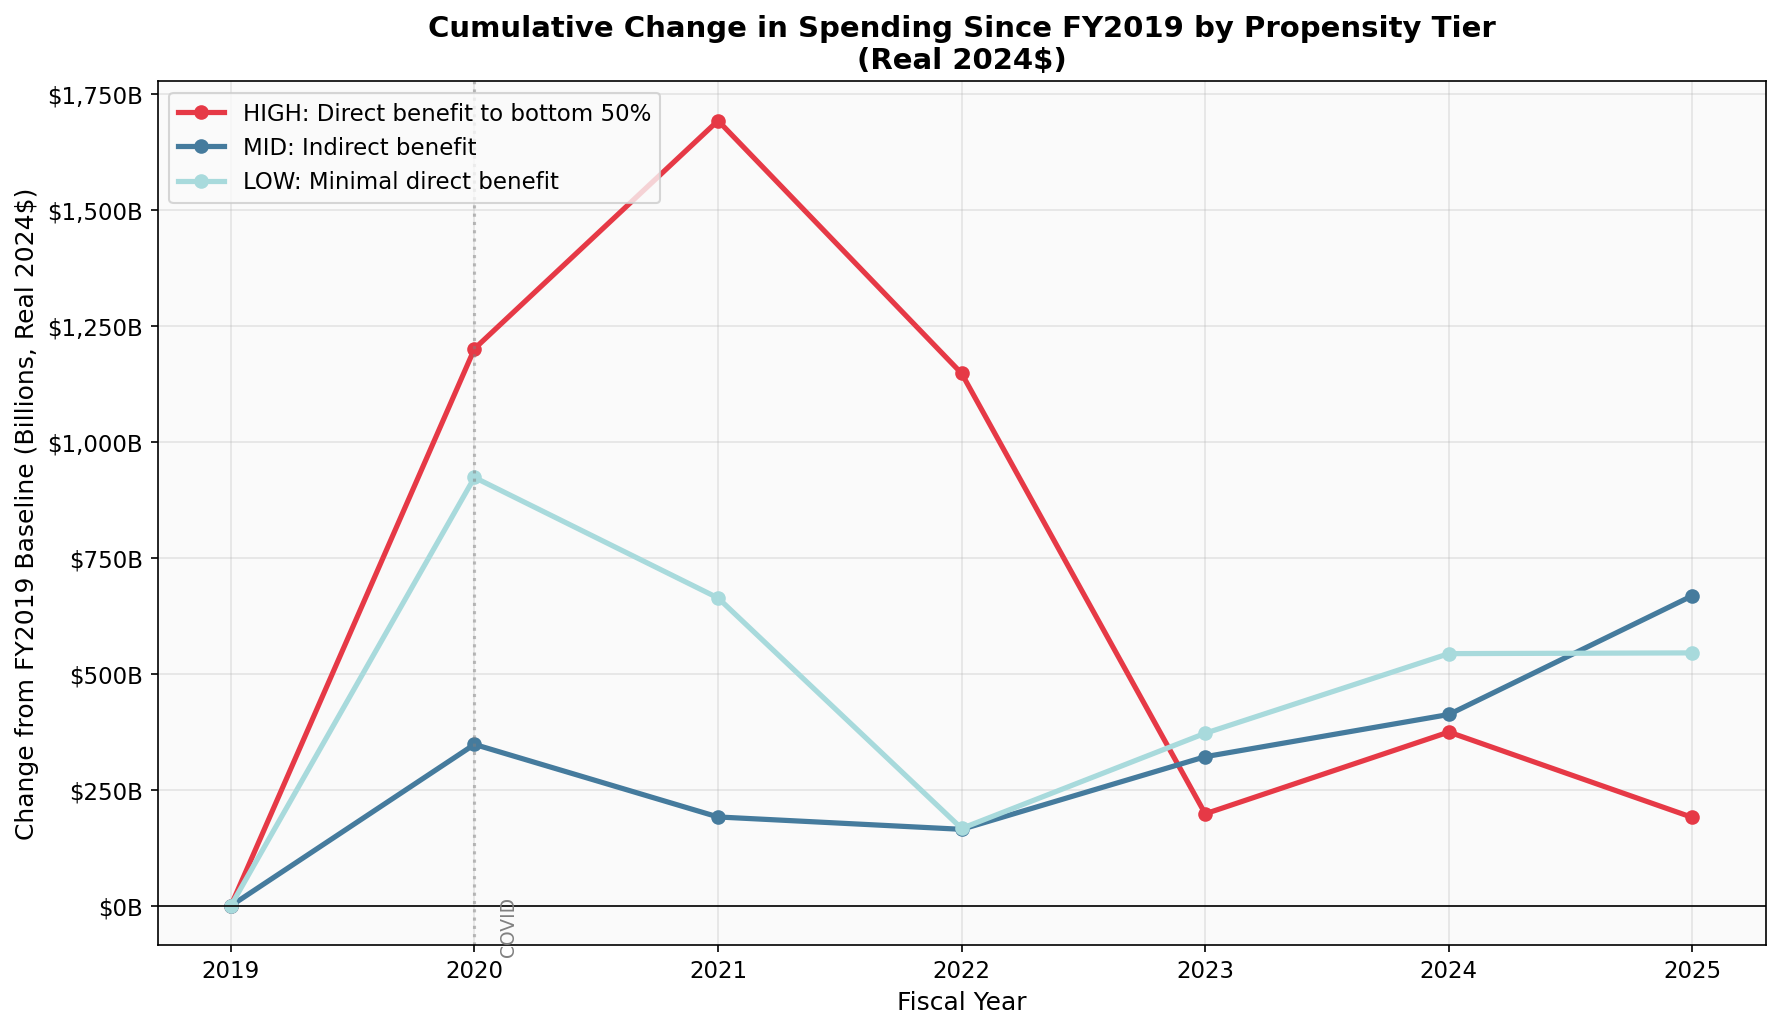 Cumulative Change in Spending Since FY2019 by Propensity Tier
(Real 2024$)
HIGH: Direct benefit to bottom 50%
MID: Indirect benefit
LOW: Minimal direct benefit
Change from FY2019 Baseline (Billions, Real 2024$)
$1,750B
$1,500B
$1,250B
$1,000B
$750B
$500B
$250B
$0B
COVID
2019 2020 2021 2022 2023 2024 2025
Fiscal Year